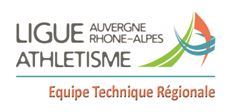 LIGUE AUVERGNE
RHONE-ALPES
ATHLETISME
Equipe Technique Régionale